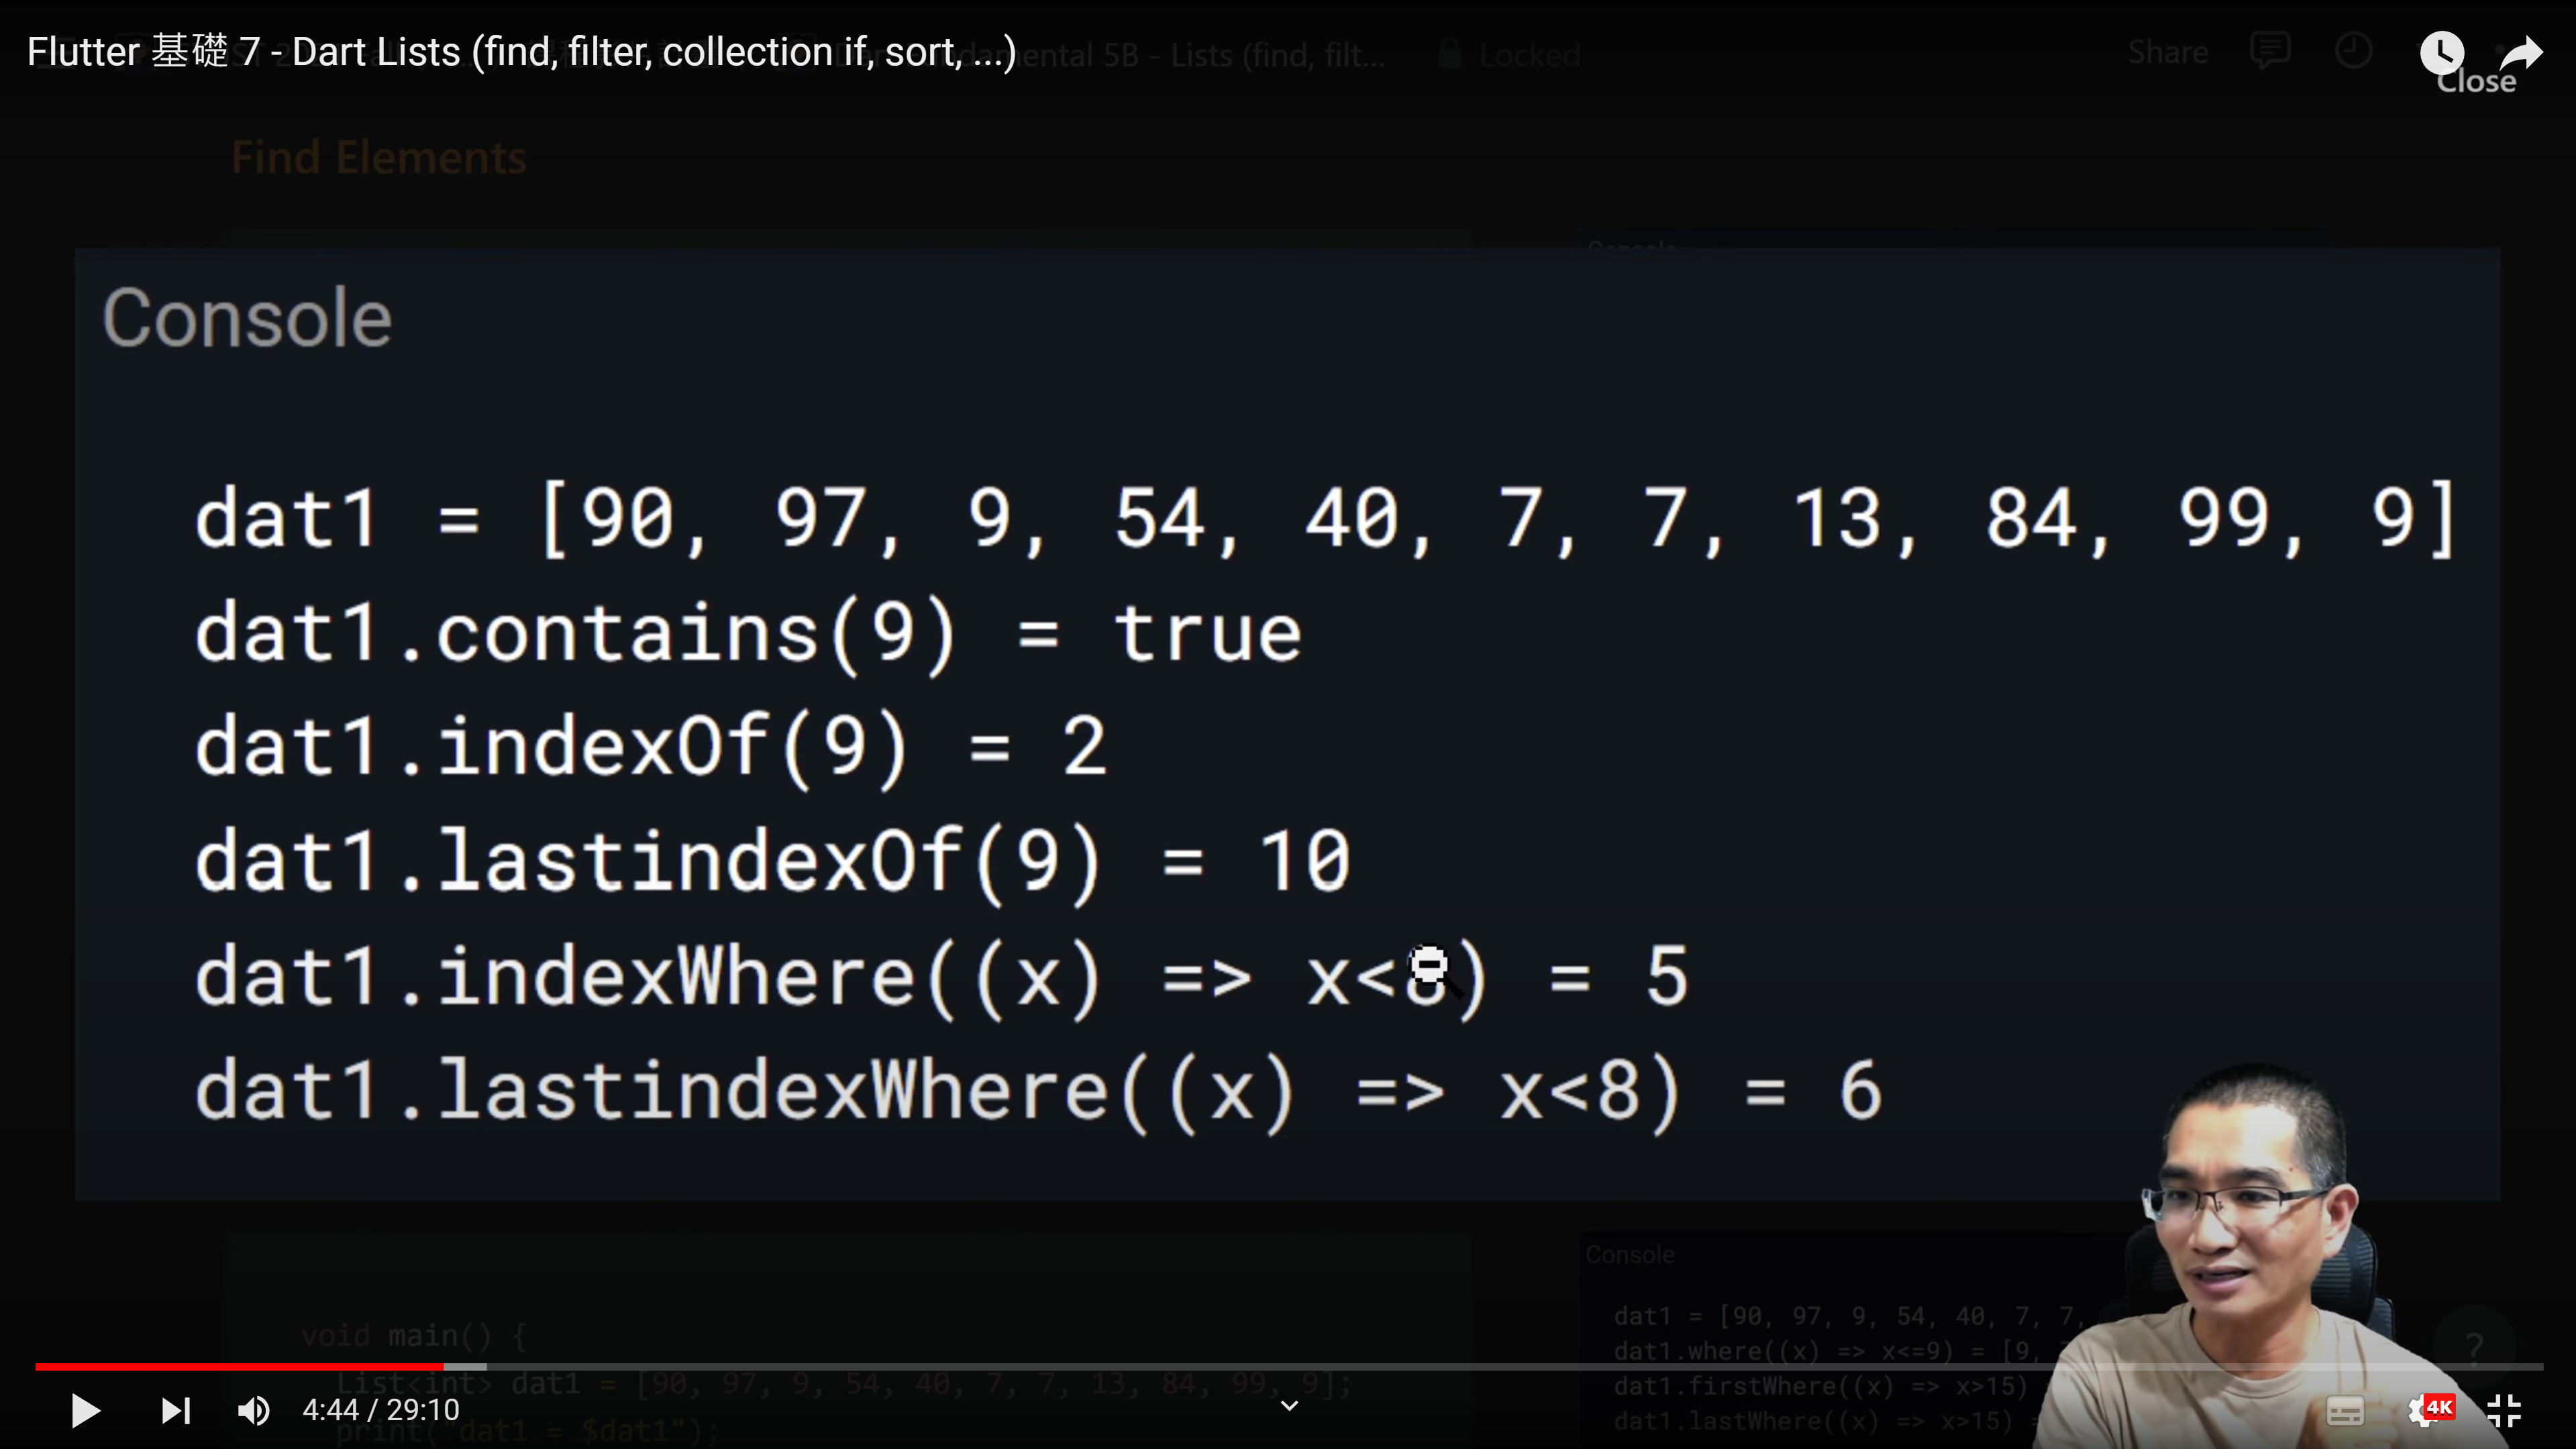 Flutter 基礎 7 - Dart Lists (find, filter, collection if, sort, ...)
mental 5B - Lists (find, filt...
Locked
Share
Close
Find Elements
Console
dat1 = [90, 97, 9, 54, 40, 7, 7, 13, 84, 99, 9]
dat1.contains(9) = true
dat1.indexOf(9) = 2
dat1.lastindexOf(9) = 10
dat1.indexWhere((x) => x<8) = 5
dat1.lastindexWhere((x) => x<8) = 6
Console
void main() {
List<int> dat1 = [90, 97, 9, 54, 40, 7, 7, 13, 84, 99, 9];
print("dat1 = $dat1");
dat1 = [90, 97, 9, 54, 40, 7, 7,
dat1.where((x) => x<=9) = [9,
dat1.firstWhere((x) => x>15)
dat1.lastWhere((x) => x>15) =
?
4:44 / 29:10
4K